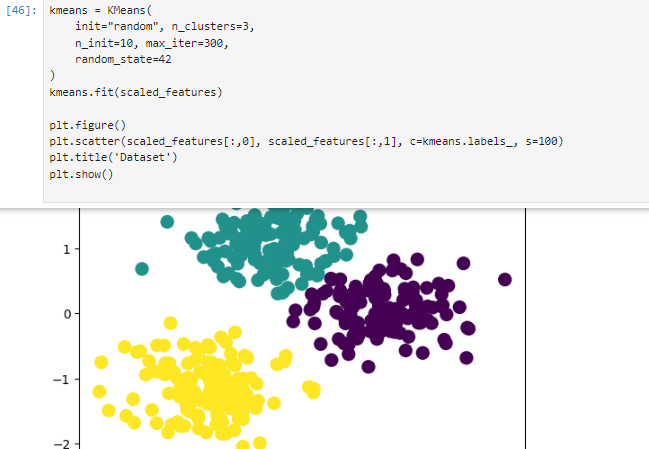 [46]: kmeans = KMeans(
init="random", n_clusters=3,
n_init=10, max_iter=300,
random_state=42
)
kmeans.fit(scaled_features)
plt.figure()
plt.scatter(scaled_features[:,0], scaled_features[:,1], c=kmeans.labels_, s=100)
plt.title('Dataset')
plt.show()
1
0
−1
−2